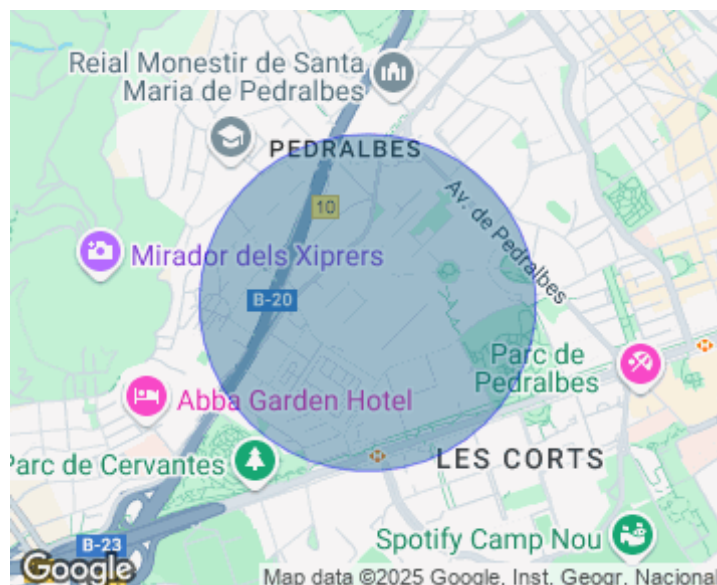 Reial Monestir de Santa
Maria de Pedralbes
PEDRALBES
10
Av. de Pedralbes
Mirador dels Xiprers
B-20
Parc de
Pedralbes
Abba Garden Hotel
Parc de Cervantes
LES CORTS
B-23
Spotify Camp Nou
Google
Map data ©2025 Google, Inst. Geogr. Nacional